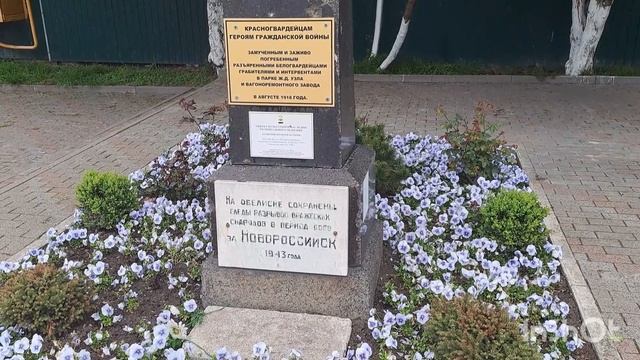 КРАСНОГВАРДЕЙЦАМ
ГЕРОЯМ ГРАЖДАНСКОЙ ВОЙНЫ
ЗАМУЧЕННЫМ И ЗАЖИВО
ПОГРЕБЕННЫМ
РАЗЪЯРЕННЫМИ БЕЛОГВАРДЕЙЦАМИ
ГРАБИТЕЛЯМИ И ИНТЕРВЕНТАМИ
В ПАРКЕ Ж.Д. УЗЛА
И ВАГОНОРЕМОНТНОГО ЗАВОДА
В АВГУСТЕ 1918 ГОДА.
НА ОБЕЛИСКЕ СОХРАНЕНЫ
СЛЕДЫ РАЗРЫВОВ ВРАЖЕСКИХ
СНАРЯДОВ В ПЕРИОД БОЕВ
ЗА НОВОРОССИЙСК
1943 ГОДА